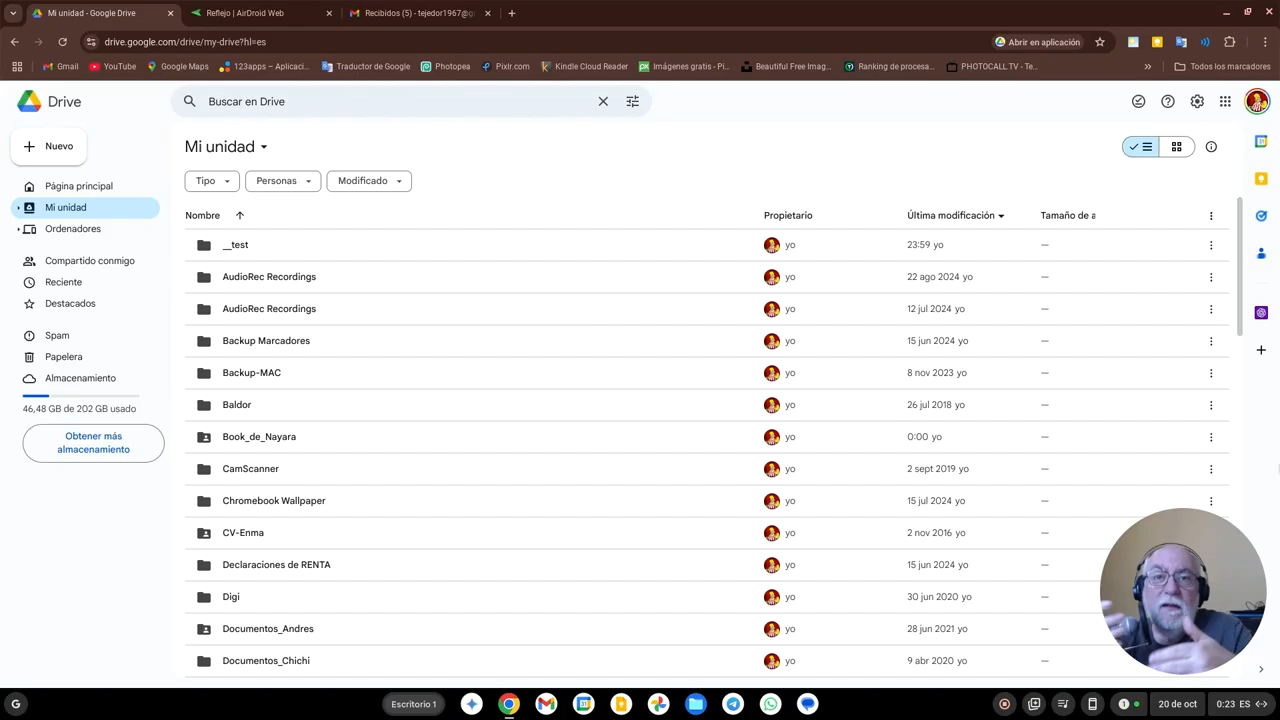 Mi unidad - Google Drive
Reflejo | AirDroid Web
Recibidos (5) - tejedor1967@g
drive.google.com/drive/my-drive?hl=es
Abrir en aplicación
Gmail
YouTube
Google Maps
123apps – Aplicaci...
Traductor de Google
Photopea
Pixlr.com
Kindle Cloud Reader
Imágenes gratis - Pi...
Beautiful Free Imag...
Ranking de procesa...
PHOTOCALL.TV - Te...
»
Todos los marcadores
Drive
Buscar en Drive
Nuevo
Mi unidad
Tipo
Personas
Modificado
Página principal
Mi unidad
Ordenadores
Compartido conmigo
Reciente
Destacados
Spam
Papelera
Almacenamiento
46,48 GB de 202 GB usado
Obtener más
almacenamiento
Nombre Propietario Última modificación Tamaño de a
__test yo 23:59 yo —
AudioRec Recordings yo 22 ago 2024 yo —
AudioRec Recordings yo 12 jul 2024 yo —
Backup Marcadores yo 15 jun 2024 yo —
Backup-MAC yo 8 nov 2023 yo —
Baldor yo 26 jul 2018 yo —
Book_de_Nayara yo 0:00 yo —
CamScanner yo 2 sept 2019 yo —
Chromebook Wallpaper yo 15 jul 2024 yo —
CV-Enma yo 2 nov 2016 yo —
Declaraciones de RENTA yo 15 jun 2024 yo —
Digi yo 30 jun 2020 yo —
Documentos_Andres yo 28 jun 2021 yo —
Documentos_Chichi yo 9 abr 2020 yo —
G
Escritorio 1
1
20 de oct
0:23 ES